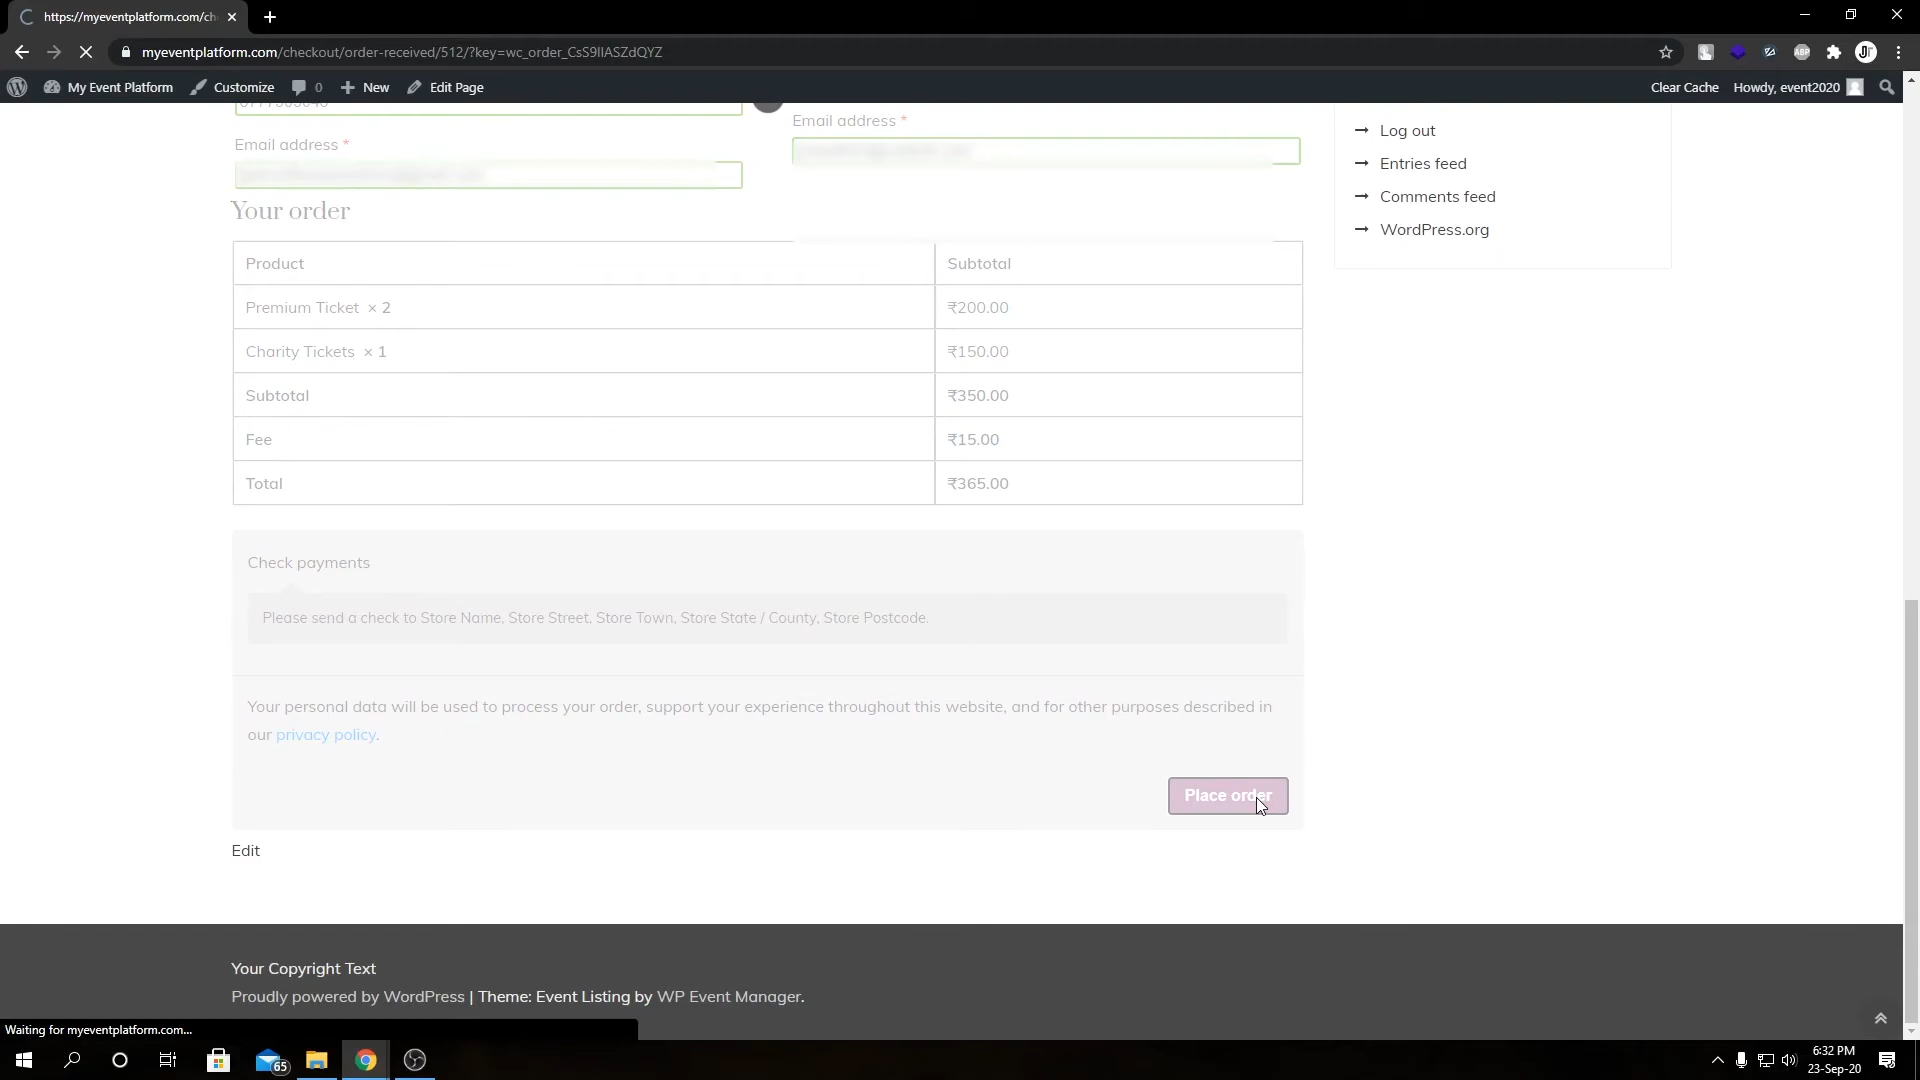 https://myeventplatform.com/ch
myeventplatform.com/checkout/order-received/512/?key=wc_order_CsS9lIASZdQYZ
My Event Platform
Customize
0
New
Edit Page
Clear Cache
Howdy, event2020
Email address *
Email address *
Log out
Entries feed
Comments feed
WordPress.org
Your order
Product Subtotal
Premium Ticket × 2 ₹200.00
Charity Tickets × 1 ₹150.00
Subtotal ₹350.00
Fee ₹15.00
Total ₹365.00
Check payments
Please send a check to Store Name, Store Street, Store Town, Store State / County, Store Postcode.
Your personal data will be used to process your order, support your experience throughout this website, and for other purposes described in
our privacy policy.
Place order
Edit
Your Copyright Text
Proudly powered by WordPress | Theme: Event Listing by WP Event Manager.
Waiting for myeventplatform.com...
65
6:32 PM
23-Sep-20